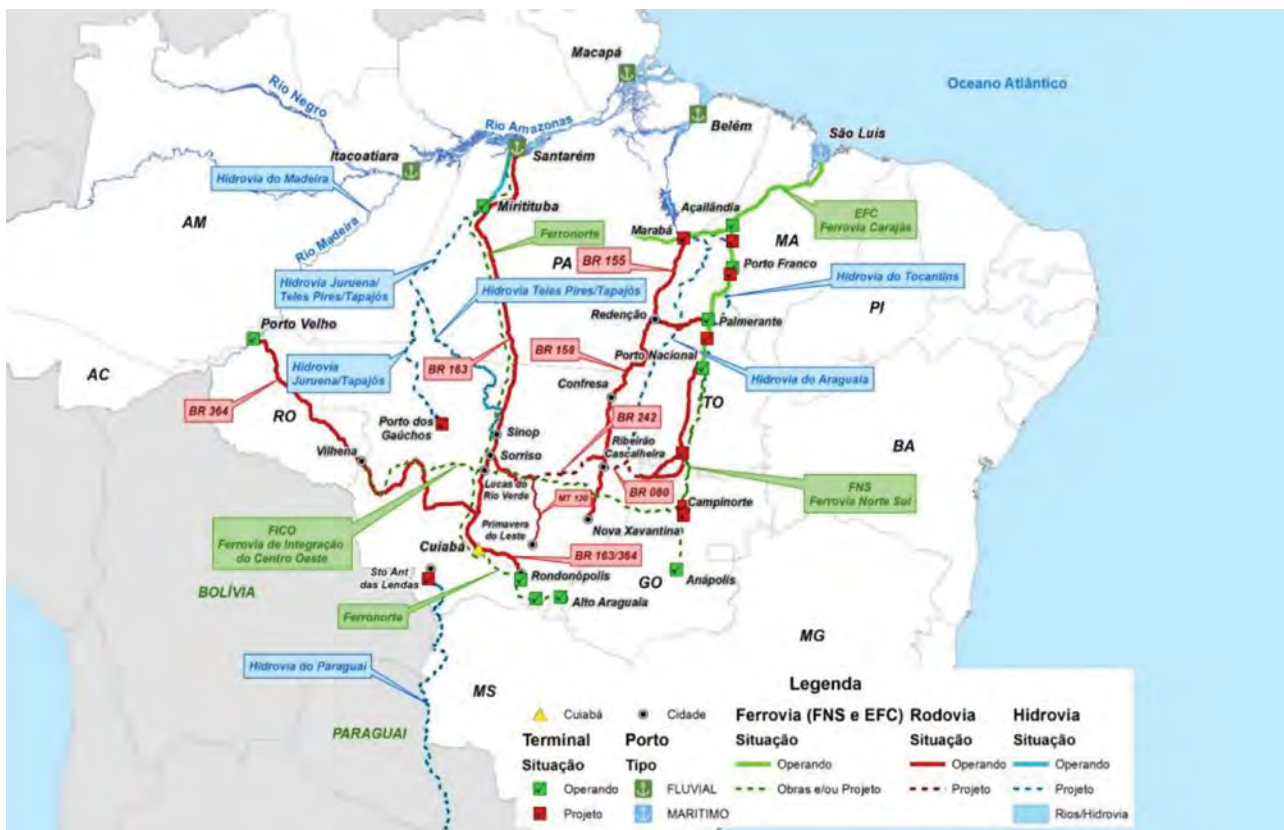 Macapá
Oceano Atlântico
Rio Negro
Belém
Rio Amazonas
São Luís
Itacoatiara
Santarém
Hidrovia do Madeira
Açailândia
Miritituba
EFC
Ferrovia Carajás
AM
Rio Madeira
Ferronorte
Marabá
MA
PA
BR 155
Porto Franco
Hidrovia Juruena/
Teles Pires/Tapajós
Hidrovia Teles Pires/Tapajós
Hidrovia do Tocantins
PI
Redenção
Palmerante
Porto Velho
BR 158
Porto Nacional
AC
Hidrovia
Juruena/Tapajós
BR 163
Confresa
Hidrovia do Araguaia
BR 364
RO
TO
Porto dos
Gaúchos
BR 242
Sinop
Ribeirão
Cascalheira
BA
Vilhena
Sorriso
Lucas do
Rio Verde
MT 130
BR 080
FNS
Ferrovia Norte Sul
Campinorte
FICO
Ferrovia de Integração
do Centro Oeste
Primavera
do Leste
Nova Xavantina
Cuiabá
BR 163/364
Sto Ant
das Lendas
Rondonópolis
GO
Anápolis
BOLÍVIA
Alto Araguaia
Ferronorte
MG
Hidrovia do Paraguai
MS
PARAGUAI
Legenda
Cuiabá
Cidade
Ferrovia (FNS e EFC)
Rodovia
Hidrovia
Terminal
Porto
Situação
Situação
Situação
Situação
Tipo
Operando
Operando
Operando
Operando
FLUVIAL
Obras e/ou Projeto
Projeto
Projeto
Projeto
MARITIMO
Rios/Hidrovia